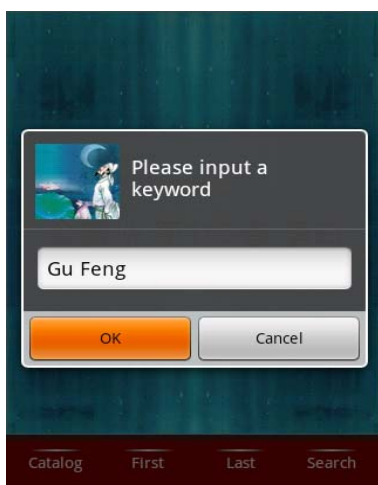 Please input a
keyword
Gu Feng
OK Cancel
Catalog First Last Search